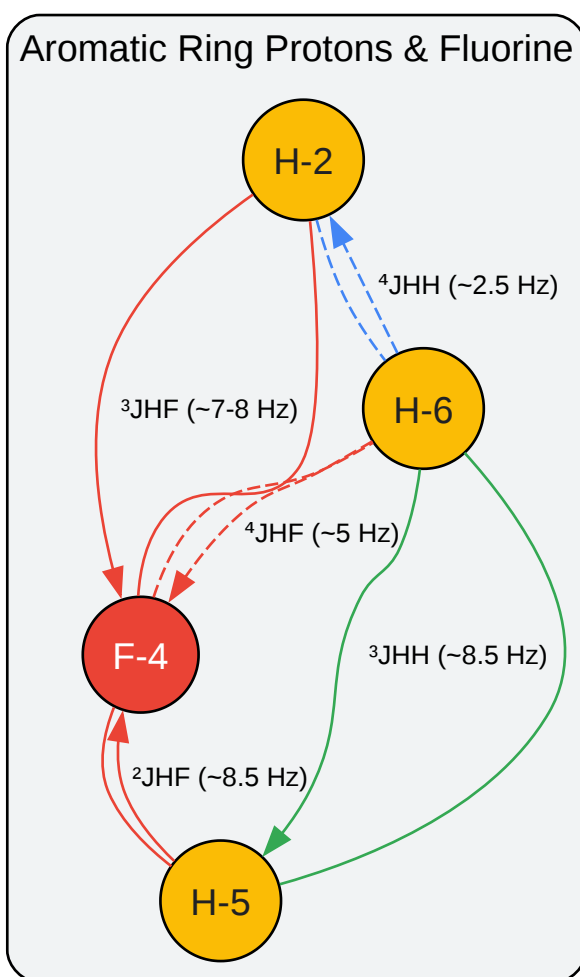 Aromatic Ring Protons & Fluorine
H-2
⁴JHH (~2.5 Hz)
³JHF (~7-8 Hz)
H-6
⁴JHF (~5 Hz)
F-4
³JHH (~8.5 Hz)
²JHF (~8.5 Hz)
H-5